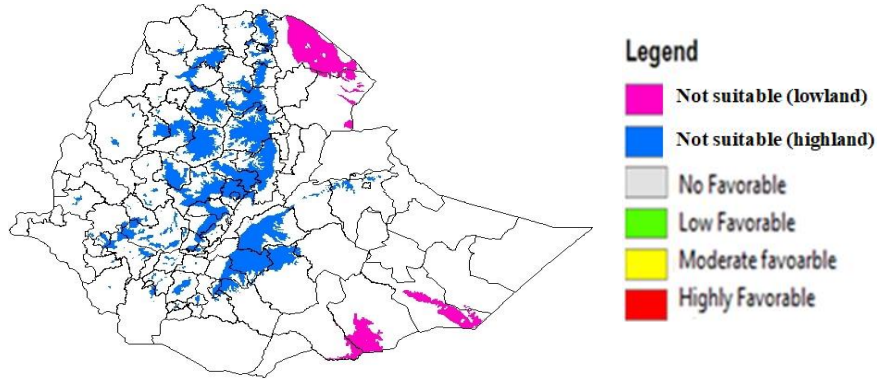 Legend
Not suitable (lowland)
Not suitable (highland)
No Favorable
Low Favorable
Moderate favoarble
Highly Favorable